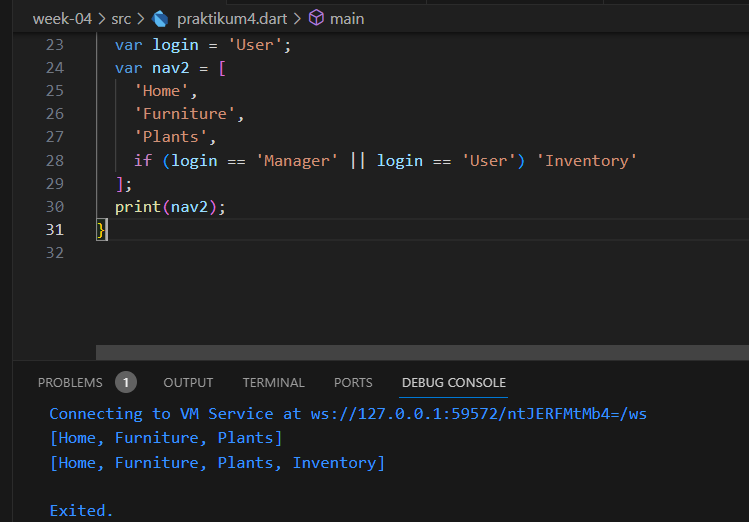 week-04 > src > praktikum4.dart > main
23 var login = 'User';
24 var nav2 = [
25 'Home',
26 'Furniture',
27 'Plants',
28 if (login == 'Manager' || login == 'User') 'Inventory'
29 ];
30 print(nav2);
31 }
32
PROBLEMS 1 OUTPUT TERMINAL PORTS DEBUG CONSOLE
Connecting to VM Service at ws://127.0.0.1:59572/ntJERFMtMb4=/ws
[Home, Furniture, Plants]
[Home, Furniture, Plants, Inventory]
Exited.